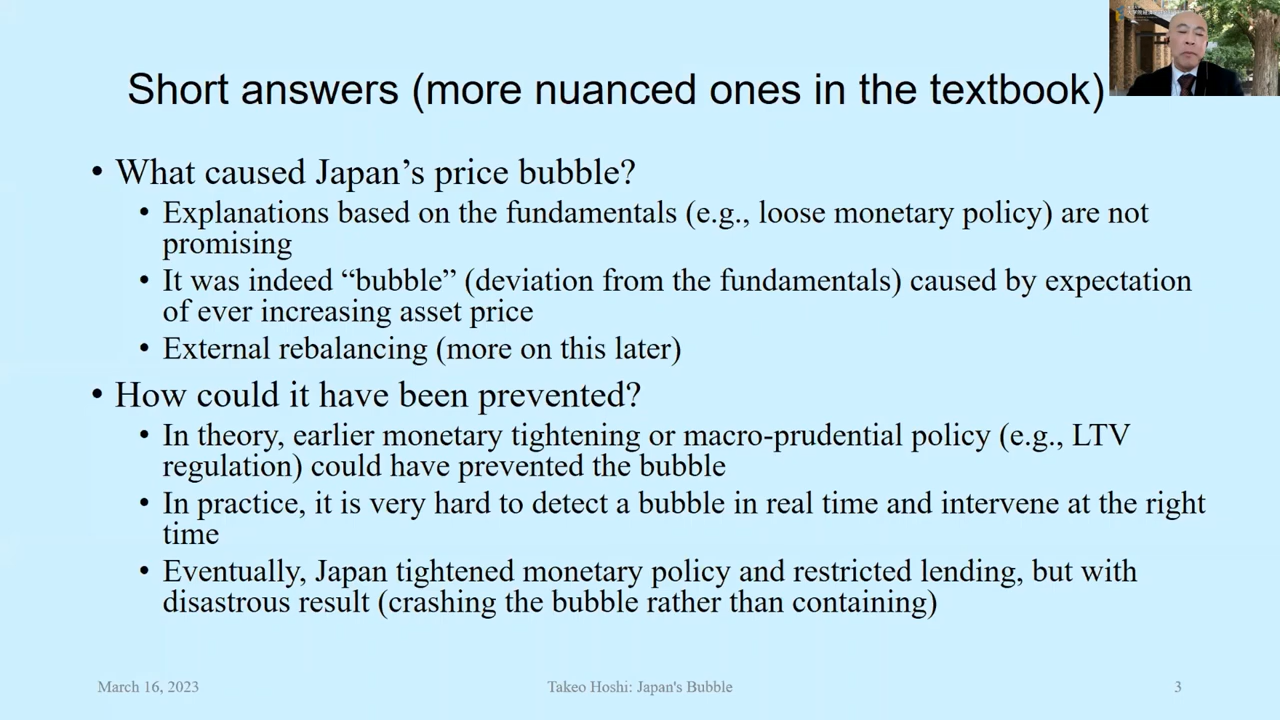 Short answers (more nuanced ones in the textbook)
• What caused Japan’s price bubble?
• Explanations based on the fundamentals (e.g., loose monetary policy) are not
promising
• It was indeed “bubble” (deviation from the fundamentals) caused by expectation
of ever increasing asset price
• External rebalancing (more on this later)
• How could it have been prevented?
• In theory, earlier monetary tightening or macro-prudential policy (e.g., LTV
regulation) could have prevented the bubble
• In practice, it is very hard to detect a bubble in real time and intervene at the right
time
• Eventually, Japan tightened monetary policy and restricted lending, but with
disastrous result (crashing the bubble rather than containing)
March 16, 2023
Takeo Hoshi: Japan's Bubble
3